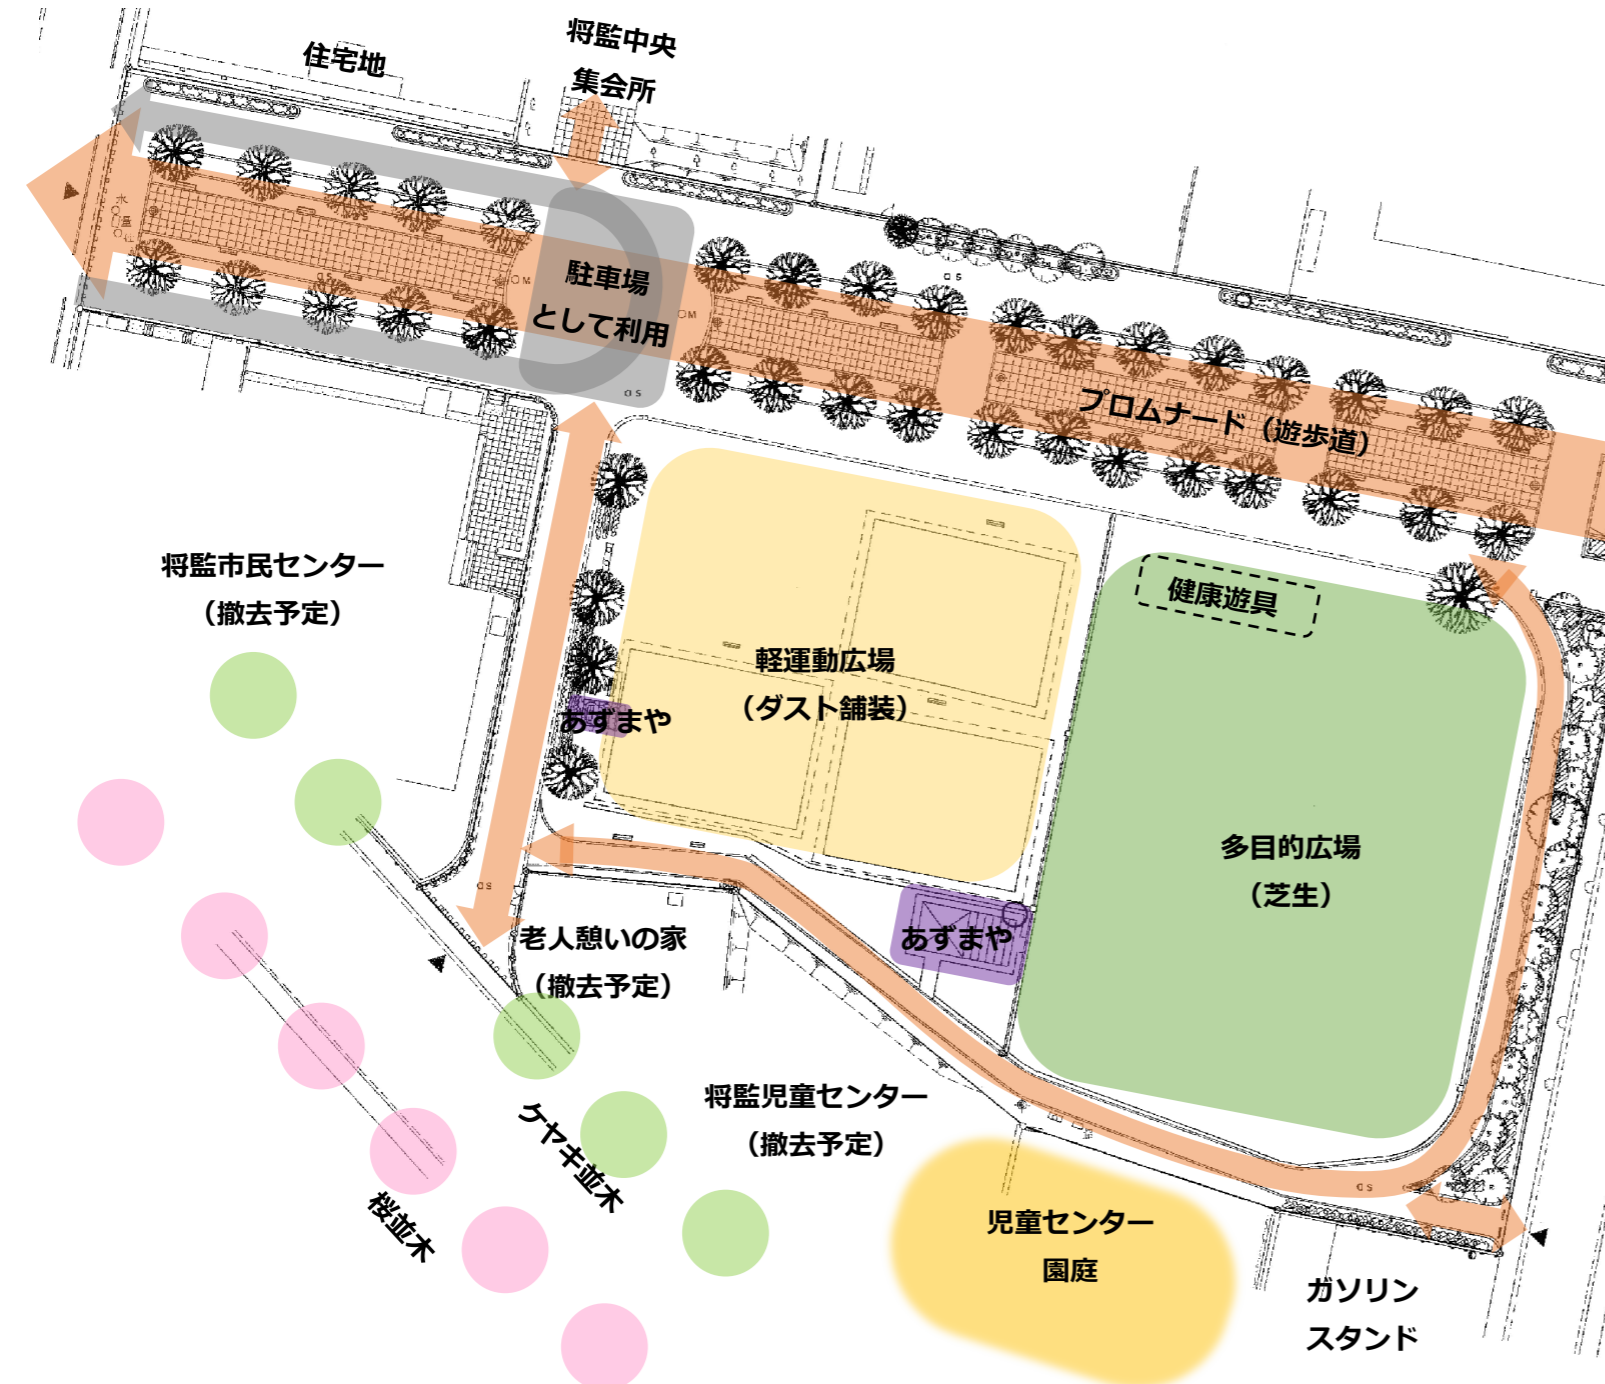 住宅地
将監中央
集会所
駐車場
として利用
プロムナード（遊歩道）
将監市民センター
（撤去予定）
健康遊具
軽運動広場
（ダスト舗装）
あずまや
多目的広場
（芝生）
あずまや
老人憩いの家
（撤去予定）
将監児童センター
（撤去予定）
ケヤキ並木
桜並木
児童センター
園庭
ガソリン
スタンド